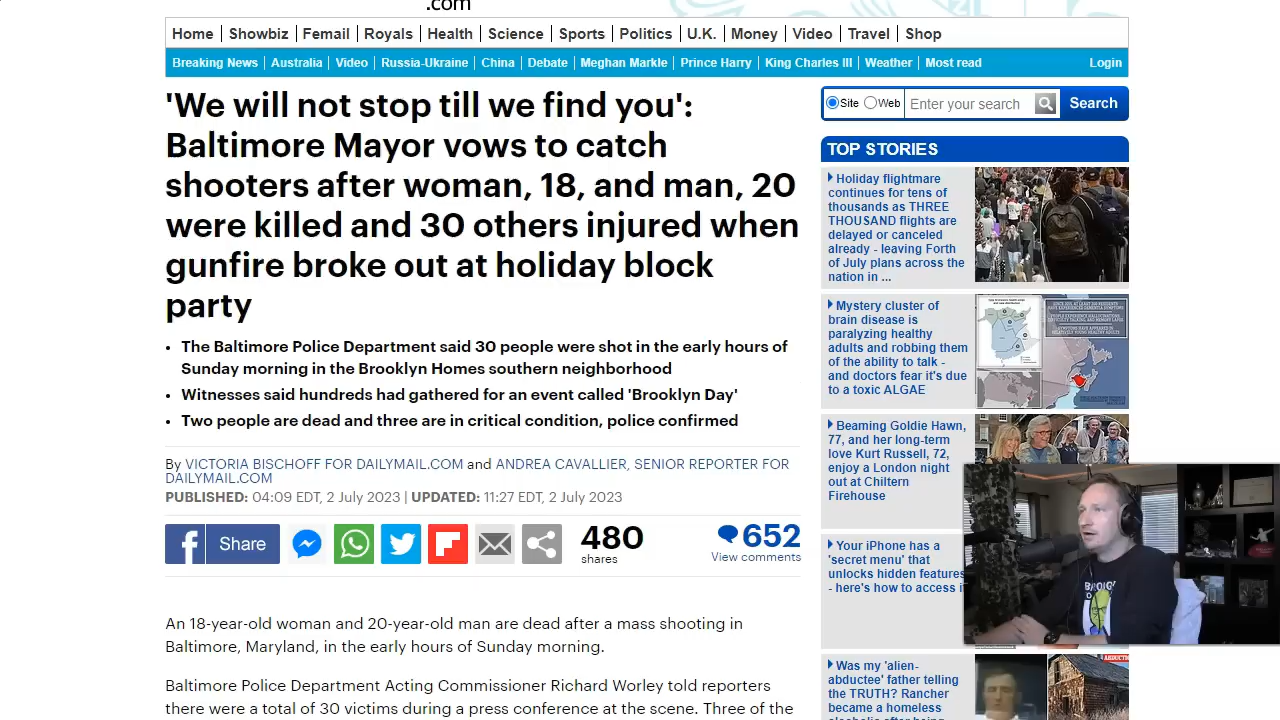 .com
Home Showbiz Femail Royals Health Science Sports Politics U.K. Money Video Travel Shop
Breaking News Australia Video Russia-Ukraine China Debate Meghan Markle Prince Harry King Charles III Weather Most read Login
'We will not stop till we find you':
Baltimore Mayor vows to catch
shooters after woman, 18, and man, 20
were killed and 30 others injured when
gunfire broke out at holiday block
party
• The Baltimore Police Department said 30 people were shot in the early hours of
Sunday morning in the Brooklyn Homes southern neighborhood
• Witnesses said hundreds had gathered for an event called 'Brooklyn Day'
• Two people are dead and three are in critical condition, police confirmed
By VICTORIA BISCHOFF FOR DAILYMAIL.COM and ANDREA CAVALLIER, SENIOR REPORTER FOR
DAILYMAIL.COM
PUBLISHED: 04:09 EDT, 2 July 2023 | UPDATED: 11:27 EDT, 2 July 2023
Share
480
shares
652
View comments
An 18-year-old woman and 20-year-old man are dead after a mass shooting in
Baltimore, Maryland, in the early hours of Sunday morning.
Baltimore Police Department Acting Commissioner Richard Worley told reporters
there were a total of 30 victims during a press conference at the scene. Three of the
Site Web Enter your search Search
TOP STORIES
Holiday flightmare
continues for tens of
thousands as THREE
THOUSAND flights are
delayed or canceled
already - leaving Forth
of July plans across the
nation in ...
Mystery cluster of
brain disease is
paralyzing healthy
adults and robbing them
of the ability to talk -
and doctors fear it's due
to a toxic ALGAE
Beaming Goldie Hawn,
77, and her long-term
love Kurt Russell, 72,
enjoy a London night
out at Chiltern
Firehouse
Your iPhone has a
'secret menu' that
unlocks hidden features
- here's how to access
Was my 'alien-
abductee' father telling
the TRUTH? Rancher
became a homeless